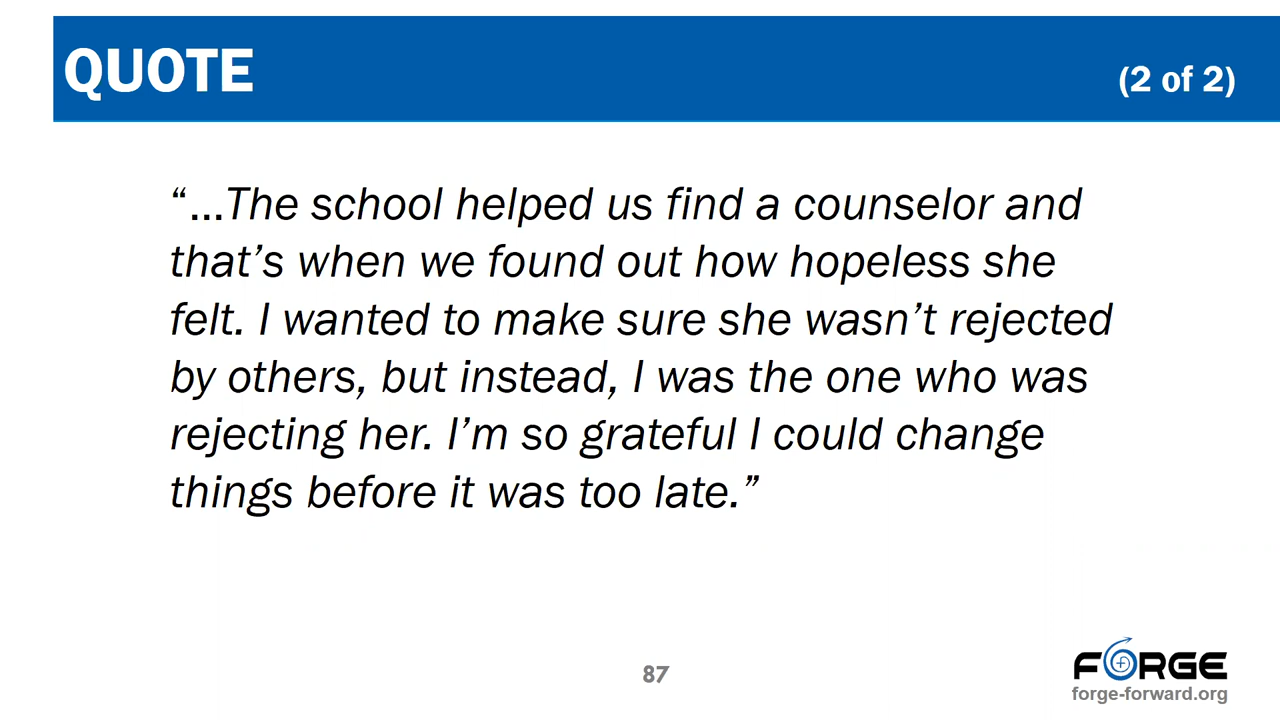 QUOTE
(2 of 2)
“...The school helped us find a counselor and
that’s when we found out how hopeless she
felt. I wanted to make sure she wasn’t rejected
by others, but instead, I was the one who was
rejecting her. I’m so grateful I could change
things before it was too late.”
87
FORGE
forge-forward.org